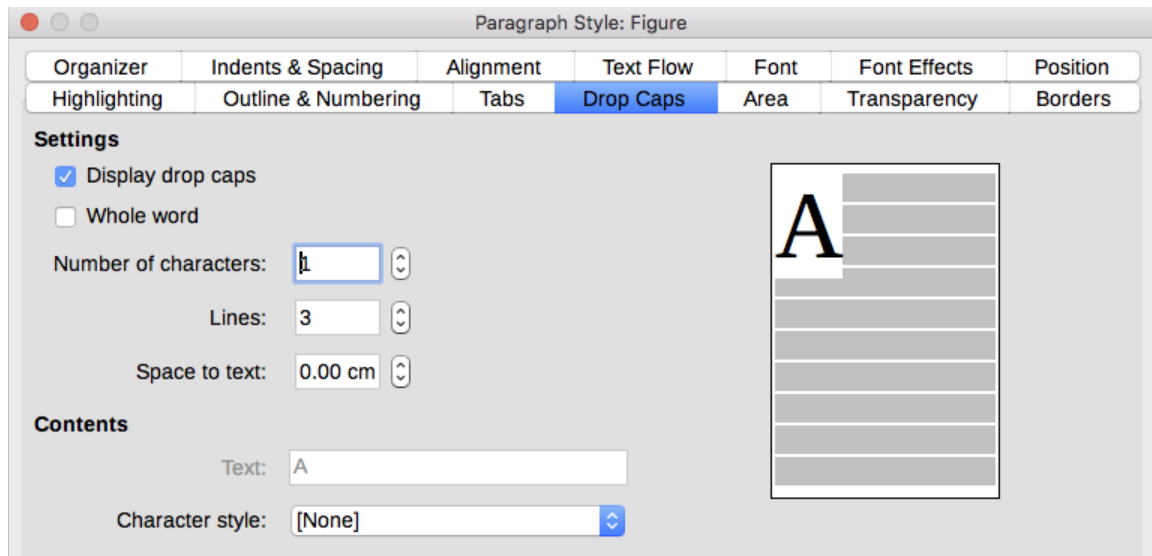 Paragraph Style: Figure
Organizer Indents & Spacing Alignment Text Flow Font Font Effects Position
Highlighting Outline & Numbering Tabs Drop Caps Area Transparency Borders
Settings
Display drop caps
Whole word
Number of characters: 1
Lines: 3
Space to text: 0.00 cm
Contents
Text: A
Character style: [None]
A